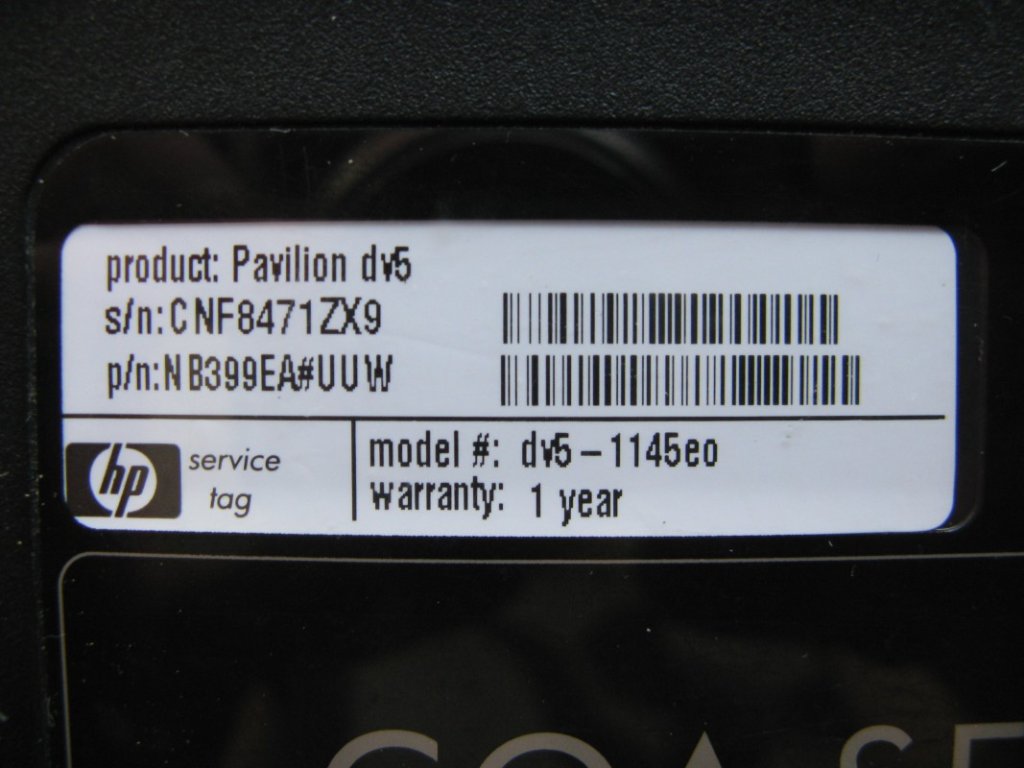 product: Pavilion dv5
s/n:CNF8471ZX9
p/n:NB399EA#UUW
hp service tag
model #: dv5-1145eo
warranty: 1 year